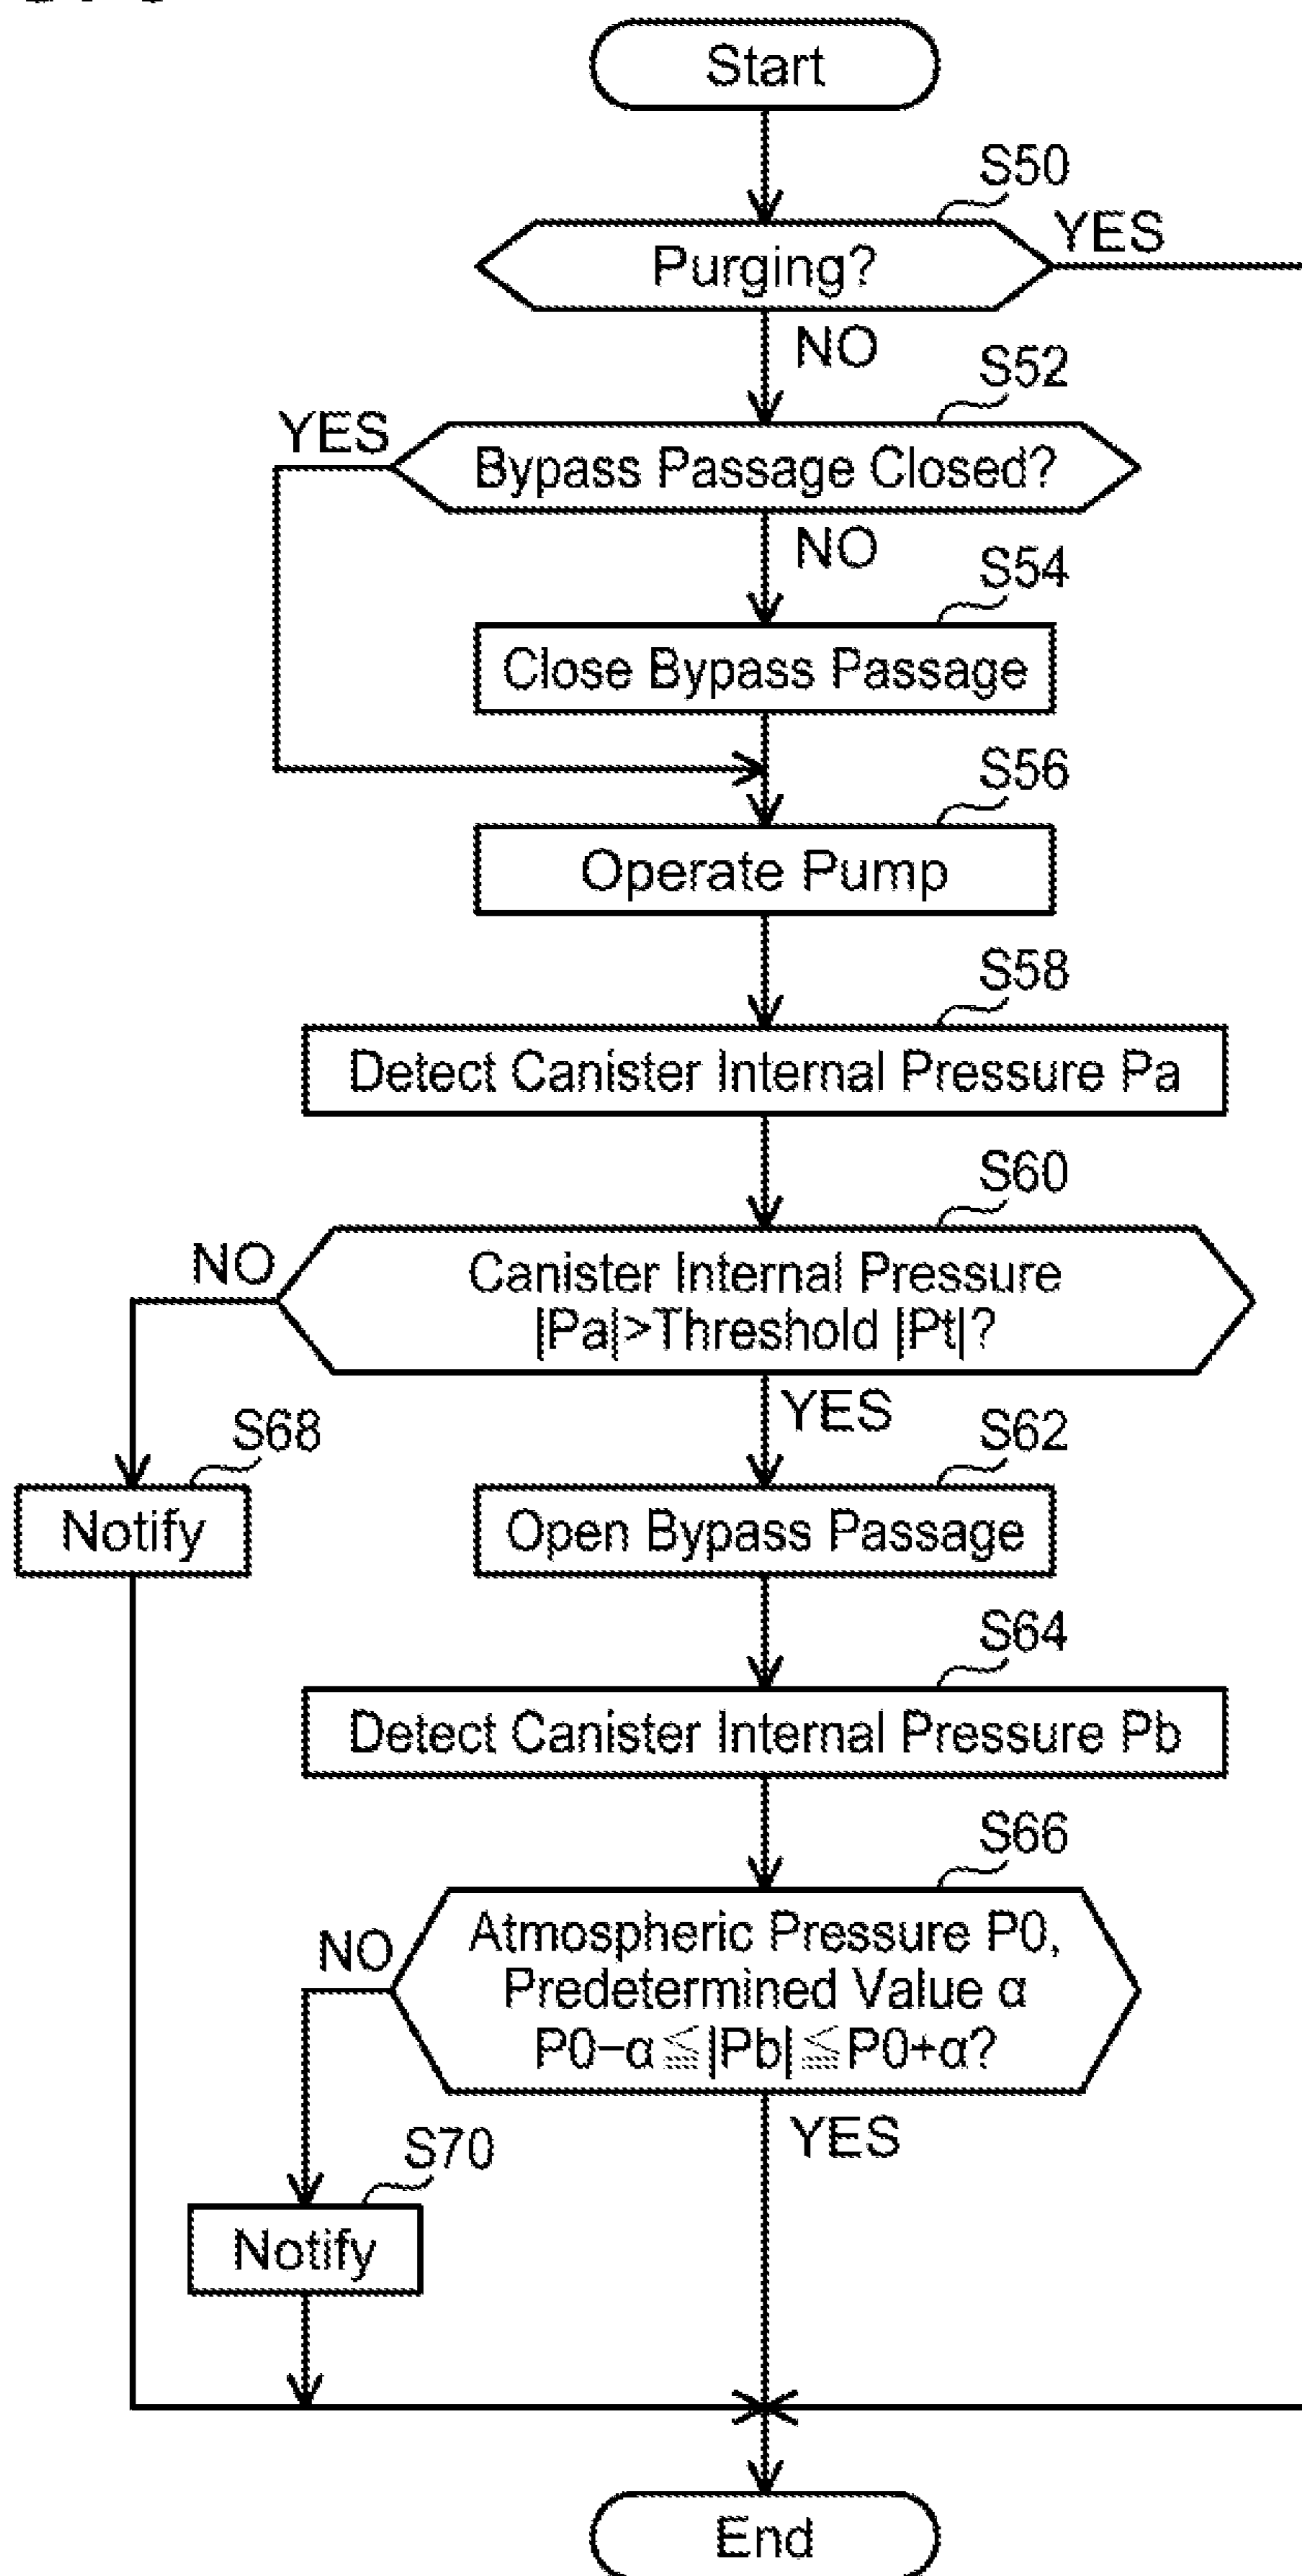 Start
S50
Purging?
YES
NO
S52
YES
Bypass Passage Closed?
NO
S54
Close Bypass Passage
S56
Operate Pump
S58
Detect Canister Internal Pressure Pa
S60
NO
Canister Internal Pressure
|Pa|>Threshold |Pt|?
YES
S68
S62
Notify
Open Bypass Passage
S64
Detect Canister Internal Pressure Pb
S66
NO
Atmospheric Pressure P0,
Predetermined Value α
P0−α≦|Pb|≦P0+α?
YES
S70
Notify
End